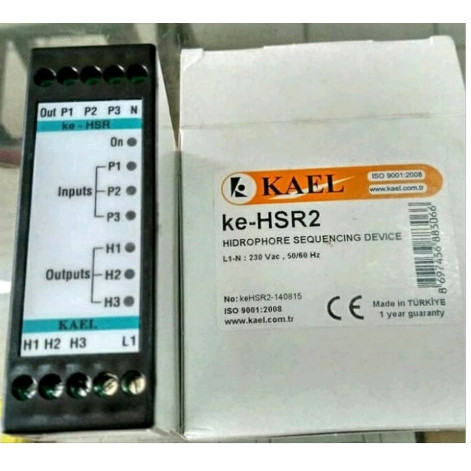 Out P1 P2 P3 N
ke - HSR
On
Inputs
P1
P2
P3
Outputs
H1
H2
H3
KAEL
H1 H2 H3 L1
KAEL
ISO 9001:2008
www.kael.com.tr
ke-HSR2
HIDROPHORE SEQUENCING DEVICE
L1-N : 230 Vac , 50/60 Hz
8 697436 883066
No: keHSR2-140815
ISO 9001:2008
www.kael.com.tr
CE
Made in TÜRKİYE
1 year guaranty